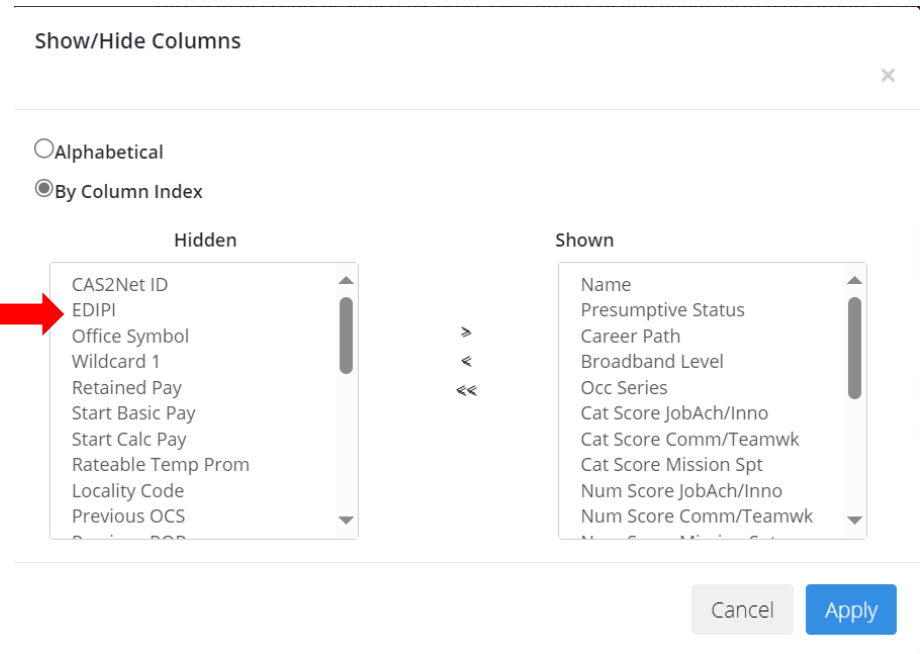 Show/Hide Columns
×
Alphabetical
By Column Index
Hidden
CAS2Net ID
EDIPI
Office Symbol
Wildcard 1
Retained Pay
Start Basic Pay
Start Calc Pay
Rateable Temp Prom
Locality Code
Previous OCS
>
<
<<
Shown
Name
Presumptive Status
Career Path
Broadband Level
Occ Series
Cat Score JobAch/Inno
Cat Score Comm/Teamwk
Cat Score Mission Spt
Num Score JobAch/Inno
Num Score Comm/Teamwk
Cancel
Apply